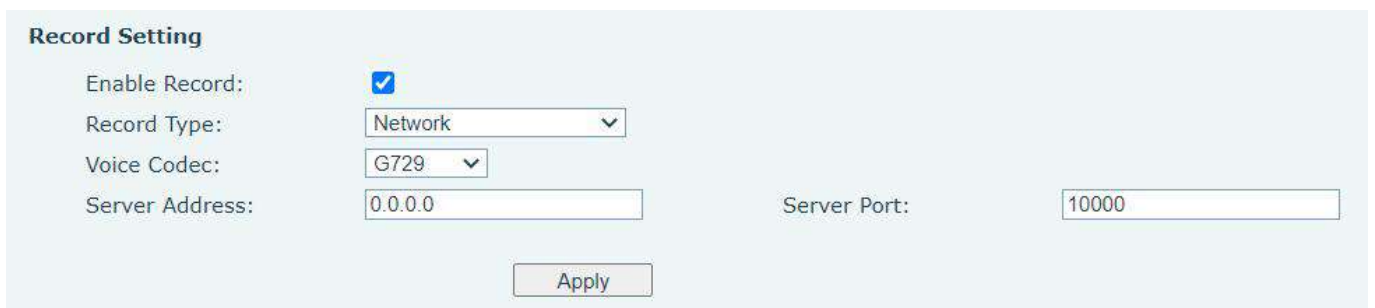 Record Setting
Enable Record:
Record Type: Network
Voice Codec: G729
Server Address: 0.0.0.0 Server Port: 10000
Apply